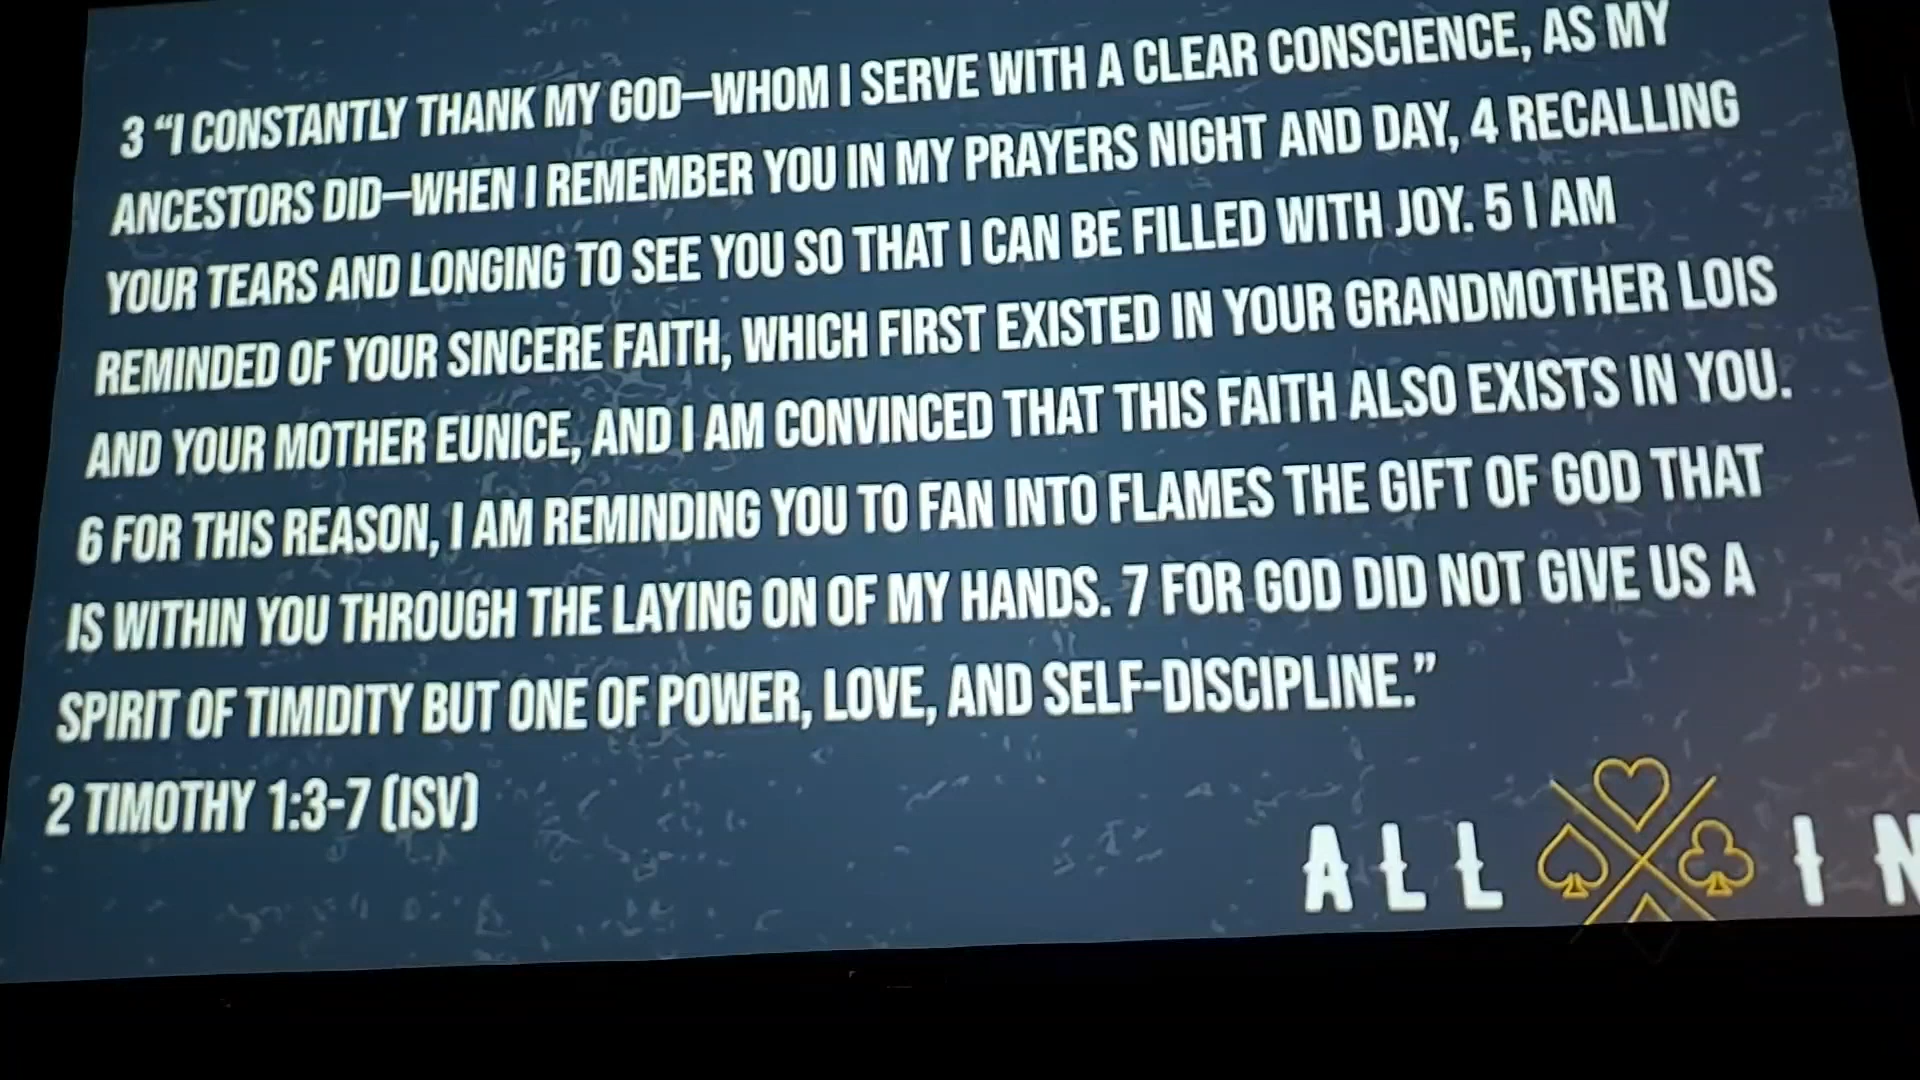 3 “I CONSTANTLY THANK MY GOD—WHOM I SERVE WITH A CLEAR CONSCIENCE, AS MY
ANCESTORS DID—WHEN I REMEMBER YOU IN MY PRAYERS NIGHT AND DAY, 4 RECALLING
YOUR TEARS AND LONGING TO SEE YOU SO THAT I CAN BE FILLED WITH JOY. 5 I AM
REMINDED OF YOUR SINCERE FAITH, WHICH FIRST EXISTED IN YOUR GRANDMOTHER LOIS
AND YOUR MOTHER EUNICE, AND I AM CONVINCED THAT THIS FAITH ALSO EXISTS IN YOU.
6 FOR THIS REASON, I AM REMINDING YOU TO FAN INTO FLAMES THE GIFT OF GOD THAT
IS WITHIN YOU THROUGH THE LAYING ON OF MY HANDS. 7 FOR GOD DID NOT GIVE US A
SPIRIT OF TIMIDITY BUT ONE OF POWER, LOVE, AND SELF-DISCIPLINE.”
2 TIMOTHY 1:3-7 (ISV)
ALL IN